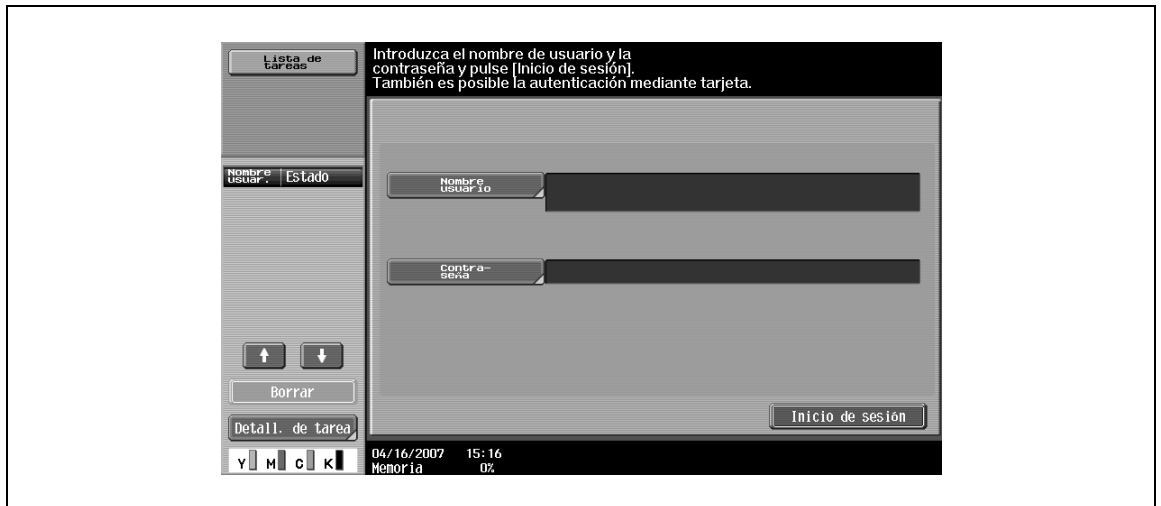 Lista de
tareas
Introduzca el nombre de usuario y la
contraseña y pulse [Inicio de sesión].
También es posible la autenticación mediante tarjeta.
Nombre
usuar.
Estado
Nombre
usuario
Contra-
seña
Borrar
Detall. de tarea
Inicio de sesión
Y M C K
04/16/2007 15:16
Memoria 0%